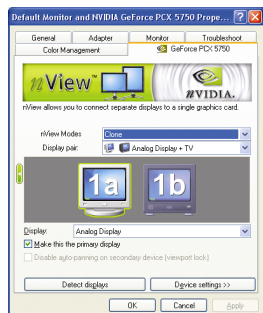 Default Monitor and NVIDIA GeForce PCX 5750 Prope...
General Adapter Monitor Troubleshoot
Color Management GeForce PCX 5750
nView™ nVIDIA.
nView allows you to connect separate displays to a single graphics card.
nView Modes Clone
Display pair: Analog Display + TV
1a 1b
Display: Analog Display
Make this the primary display
Disable auto-panning on secondary device (viewport lock)
Detect displays Device settings >>
OK Cancel Apply